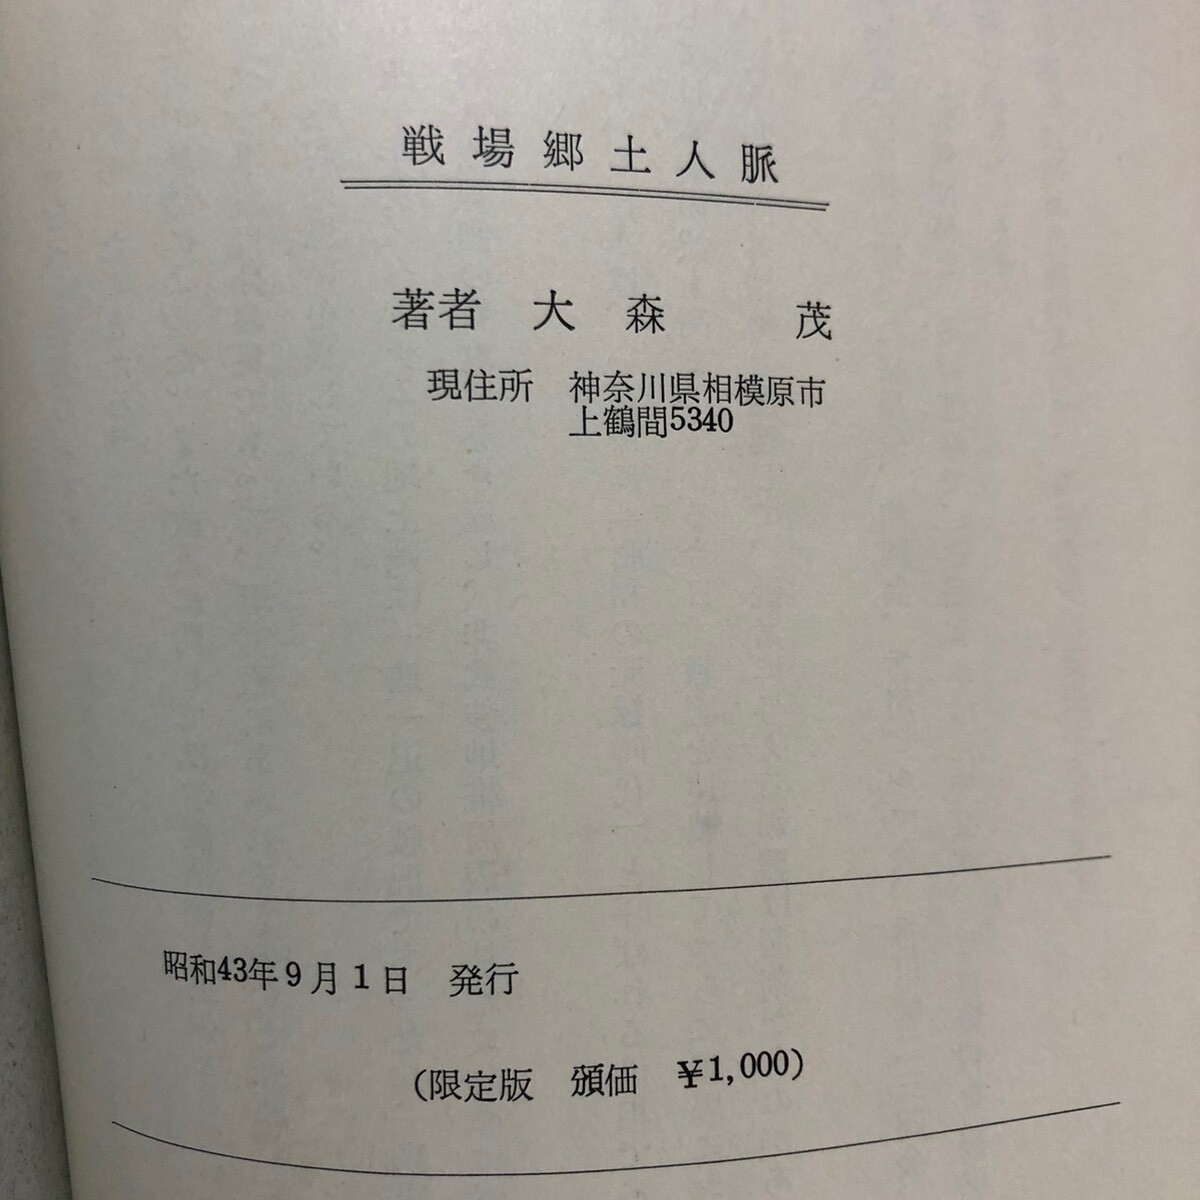 戦場郷土人脈
著者　大　森　　　茂
現住所　神奈川県相模原市
上鶴間5340
昭和43年9月1日　発行
(限定版　頒価　￥1,000)